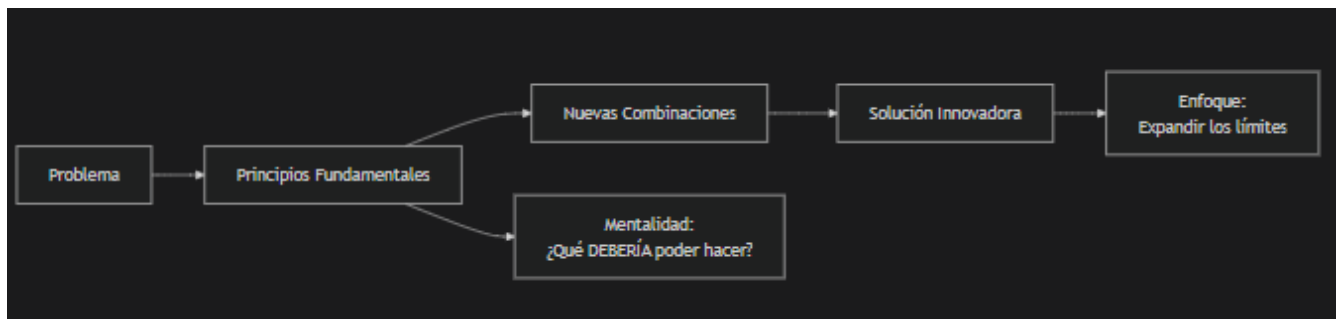 Problema
Principios Fundamentales
Nuevas Combinaciones
Solución Innovadora
Enfoque:
Expandir los límites
Mentalidad:
¿Qué DEBERÍA poder hacer?